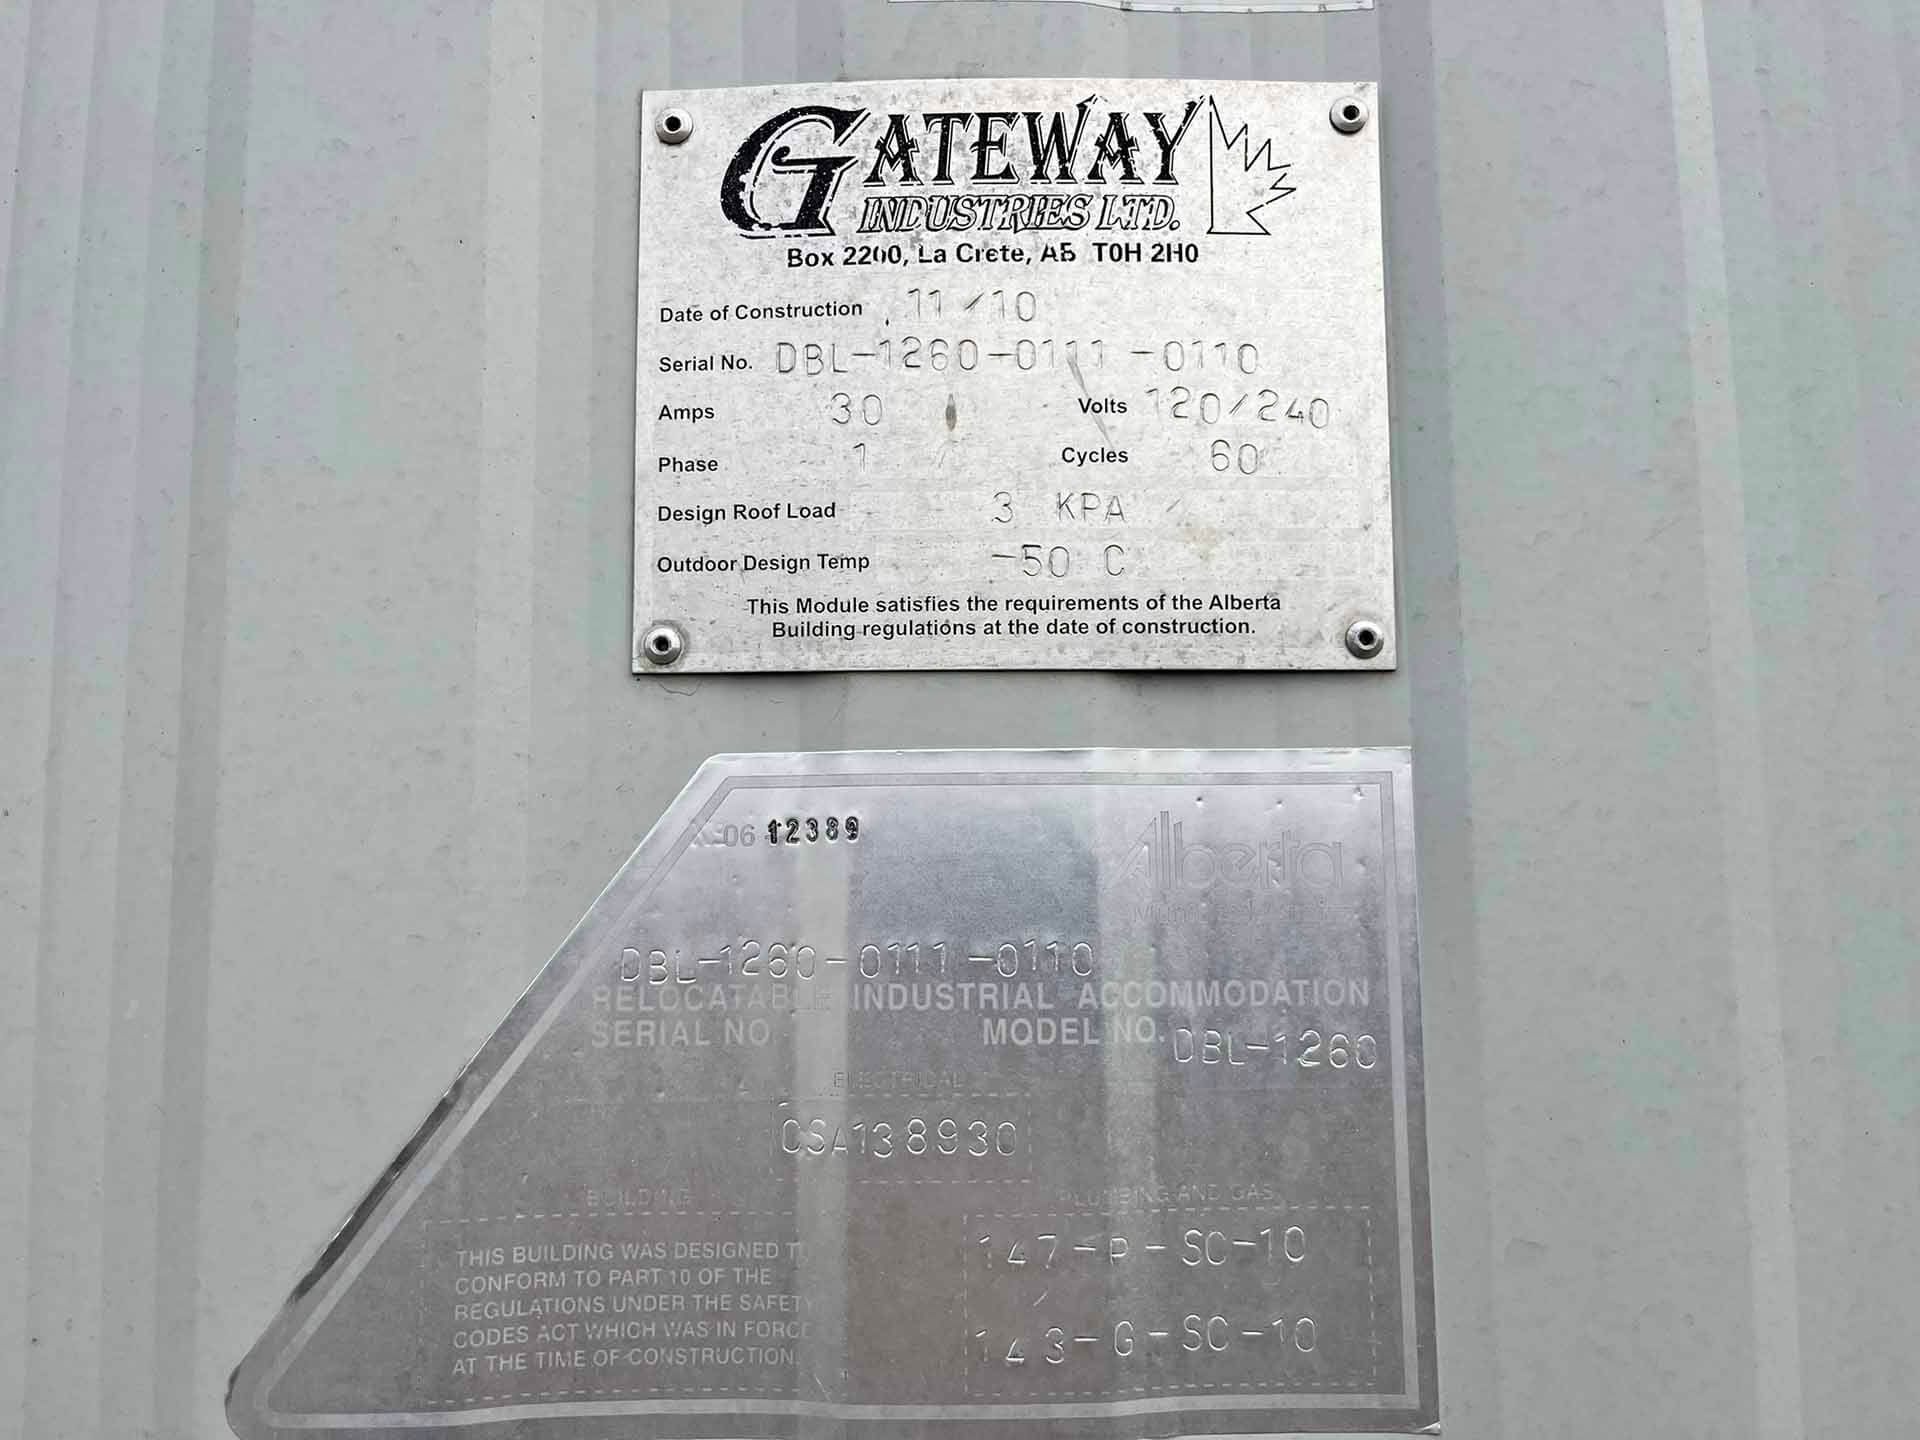 GATEWAY
INDUSTRIES LTD.
Box 2200, La Crete, AB T0H 2H0
Date of Construction 11/10
Serial No. DBL-1260-0111-0110
Amps 30 Volts 120/240
Phase 1 Cycles 60
Design Roof Load 3 KPA
Outdoor Design Temp -50 C
This Module satisfies the requirements of the Alberta
Building regulations at the date of construction.
06 12389
Alberta
DBL-1260-0111-0110
RELOCATABLE INDUSTRIAL ACCOMMODATION
SERIAL NO. MODEL NO. DBL-1260
ELECTRICAL
CSA138930
BUILDING
THIS BUILDING WAS DESIGNED TO
CONFORM TO PART 10 OF THE
REGULATIONS UNDER THE SAFETY
CODES ACT WHICH WAS IN FORCE
AT THE TIME OF CONSTRUCTION.
PLUMBING AND GAS
147-P-SC-10
143-G-SC-10